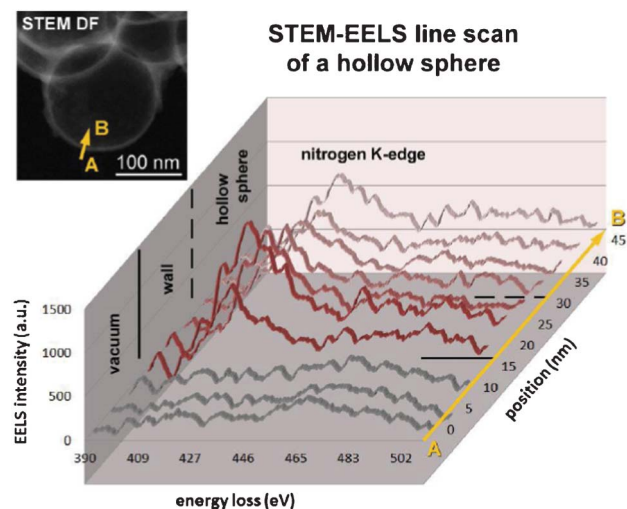 STEM DF
B
A
100 nm
STEM-EELS line scan
of a hollow sphere
nitrogen K-edge
hollow
sphere
wall
vacuum
EELS intensity (a.u.)
1500
1000
500
0
390
409
427
446
465
483
502
energy loss (eV)
A
0
5
10
15
20
25
30
35
40
45
B
position (nm)